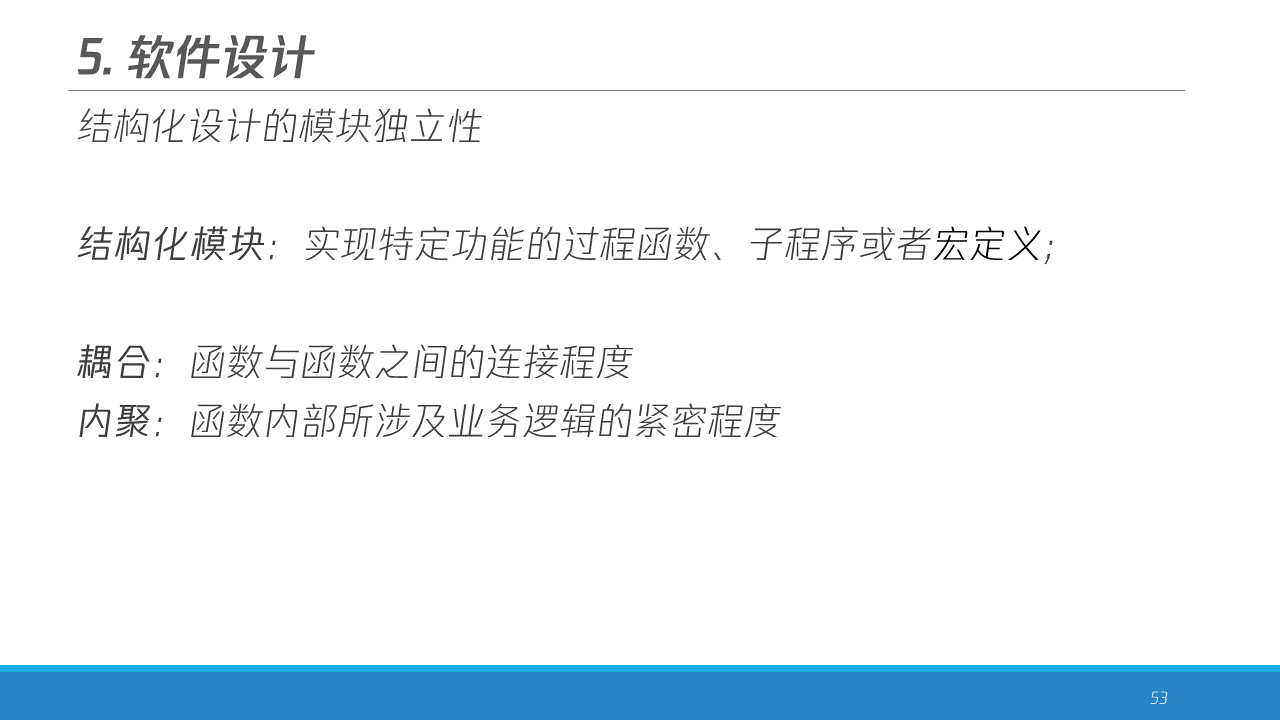 5. 软件设计
结构化设计的模块独立性
结构化模块：实现特定功能的过程函数、子程序或者宏定义；
耦合：函数与函数之间的连接程度
内聚：函数内部所涉及业务逻辑的紧密程度
53